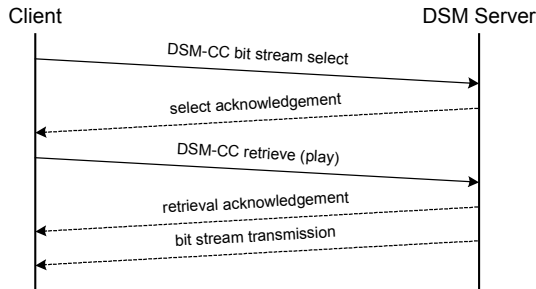 Client DSM Server
DSM-CC bit stream select
select acknowledgement
DSM-CC retrieve (play)
retrieval acknowledgement
bit stream transmission